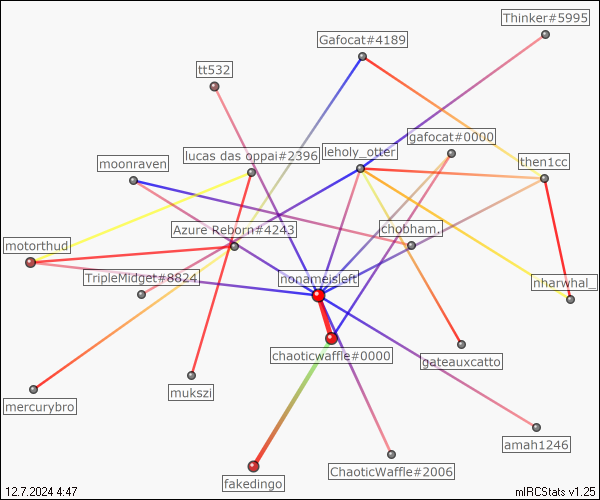 Thinker#5995
Gafocat#4189
tt532
gafocat#0000
leholy_otter
lucas das oppai#2396
moonraven
then1cc
Azure Reborn#4243
chobham_
motorthud
TripleMidget#8824
nonameisleft
nharwhal_
chaoticwaffle#0000
gateauxcatto
mukszi
mercurybro
amah1246
ChaoticWaffle#2006
fakedingo
12.7.2024 4:47
mIRCStats v1.25